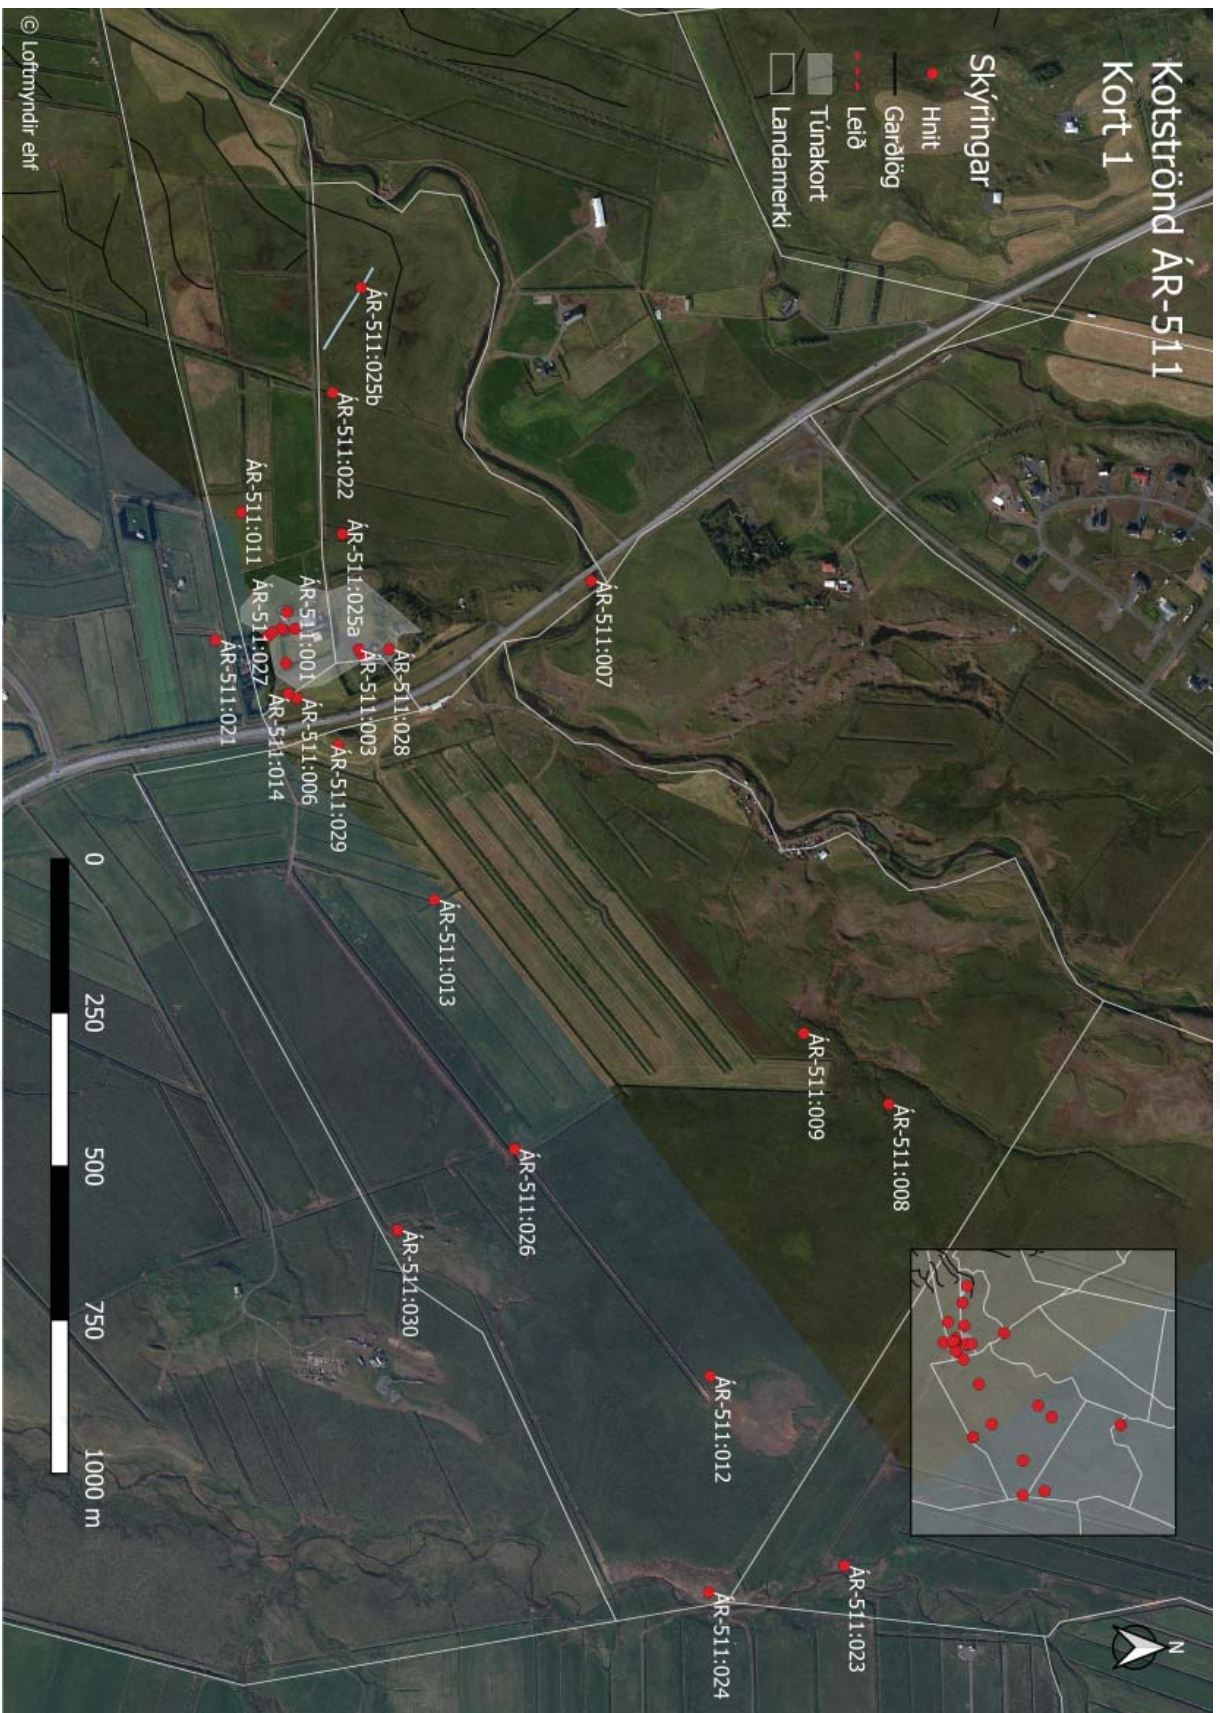 Kotströnd ÁR-511
Kort 1
Skýringar
Hnit
Garðlög
Leið
Túnakort
Landamerki
© Loftmyndir ehf
ÁR-511:007
ÁR-511:025b
ÁR-511:022
ÁR-511:025a
ÁR-511:011
ÁR-511:028
ÁR-511:003
ÁR-511:001
ÁR-511:027
ÁR-511:021
ÁR-511:029
ÁR-511:006
ÁR-511:014
ÁR-511:013
ÁR-511:009
ÁR-511:008
ÁR-511:026
ÁR-511:030
ÁR-511:012
ÁR-511:023
ÁR-511:024
0 250 500 750 1000 m
N